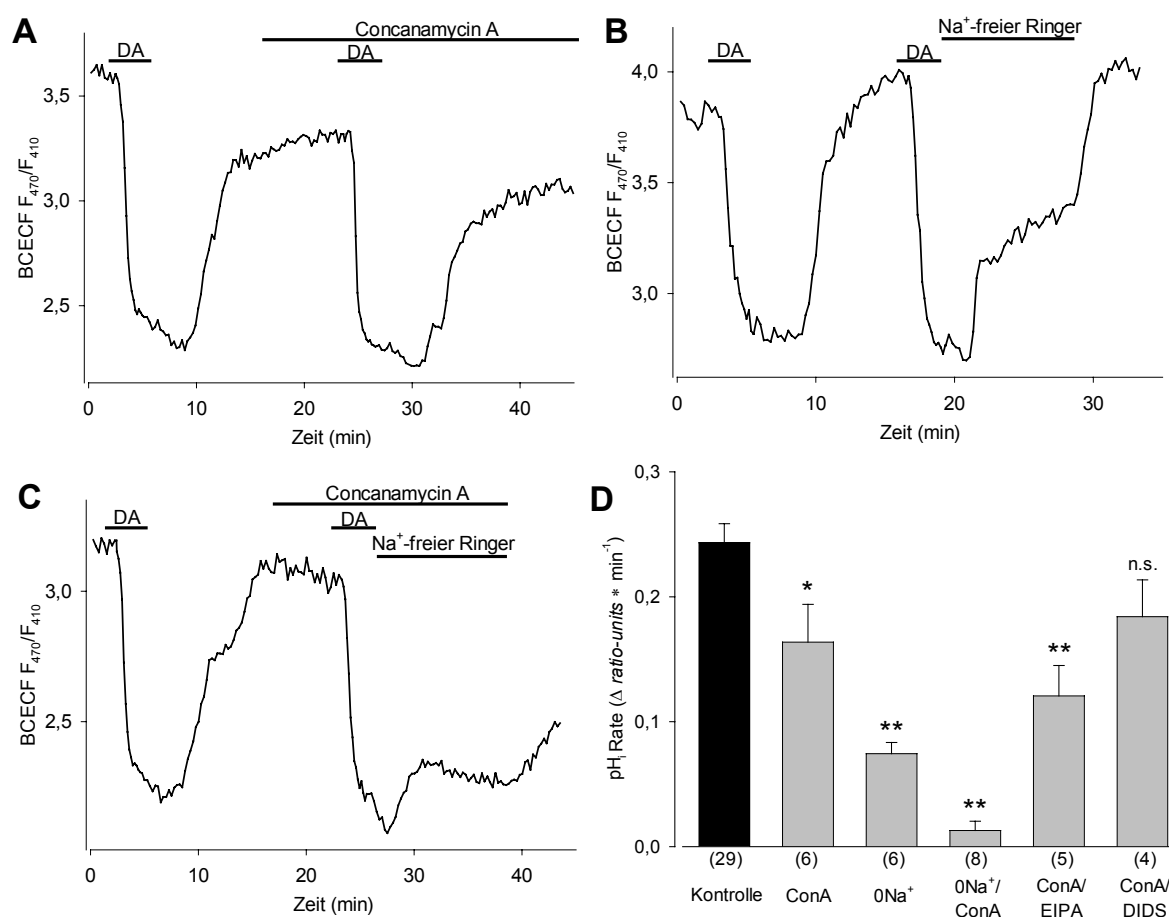 A
Concanamycin A
DA
DA
3,5
3,0
2,5
BCECF F470/F410
0
10
20
30
40
Zeit (min)
B
Na+-freier Ringer
DA
DA
4,0
3,5
3,0
BCECF F470/F410
0
10
20
30
Zeit (min)
C
Concanamycin A
DA
DA
Na+-freier Ringer
3,0
2,5
BCECF F470/F410
0
10
20
30
40
Zeit (min)
D
0,3
0,2
0,1
0,0
pHi Rate (Δ ratio-units * min-1)
*
**
**
**
n.s.
(29)
(6)
(6)
(8)
(5)
(4)
Kontrolle
ConA
0Na+
0Na+/
ConA
ConA/
EIPA
ConA/
DIDS